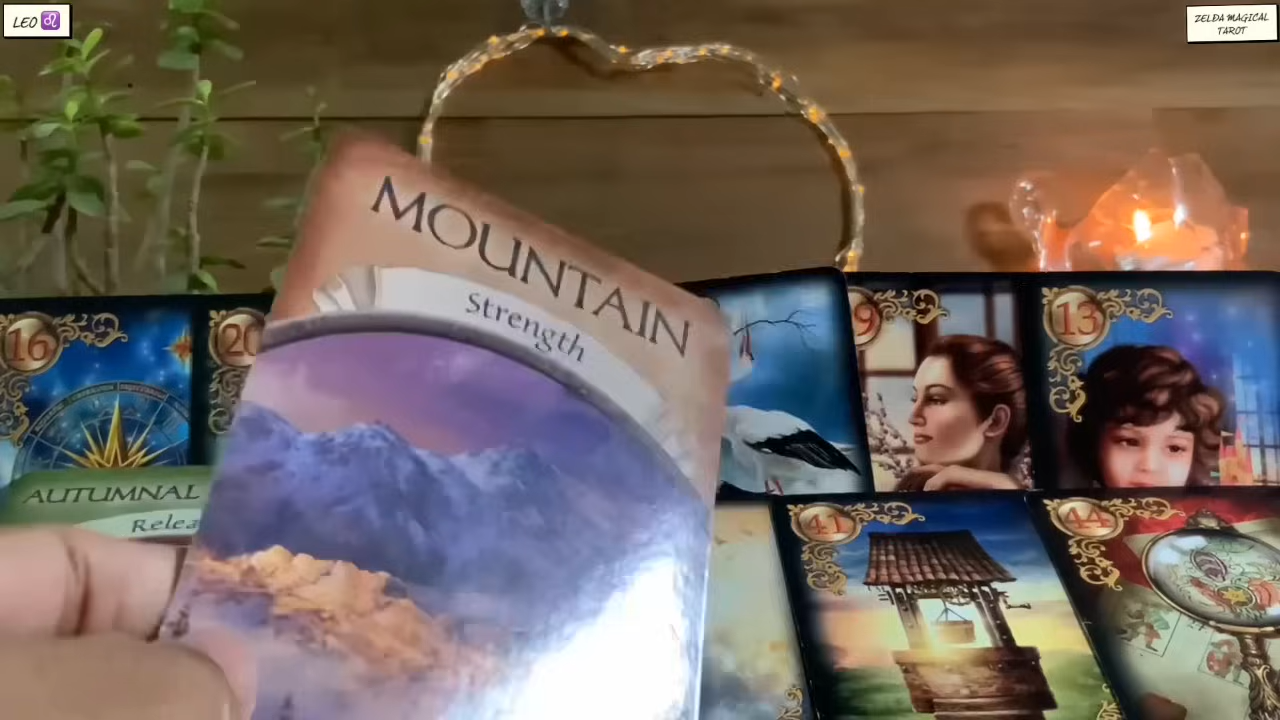 LEO ♌
ZELDA MAGICAL
TAROT
MOUNTAIN
Strength
16
20
9
13
AUTUMNAL
Relea
41
44